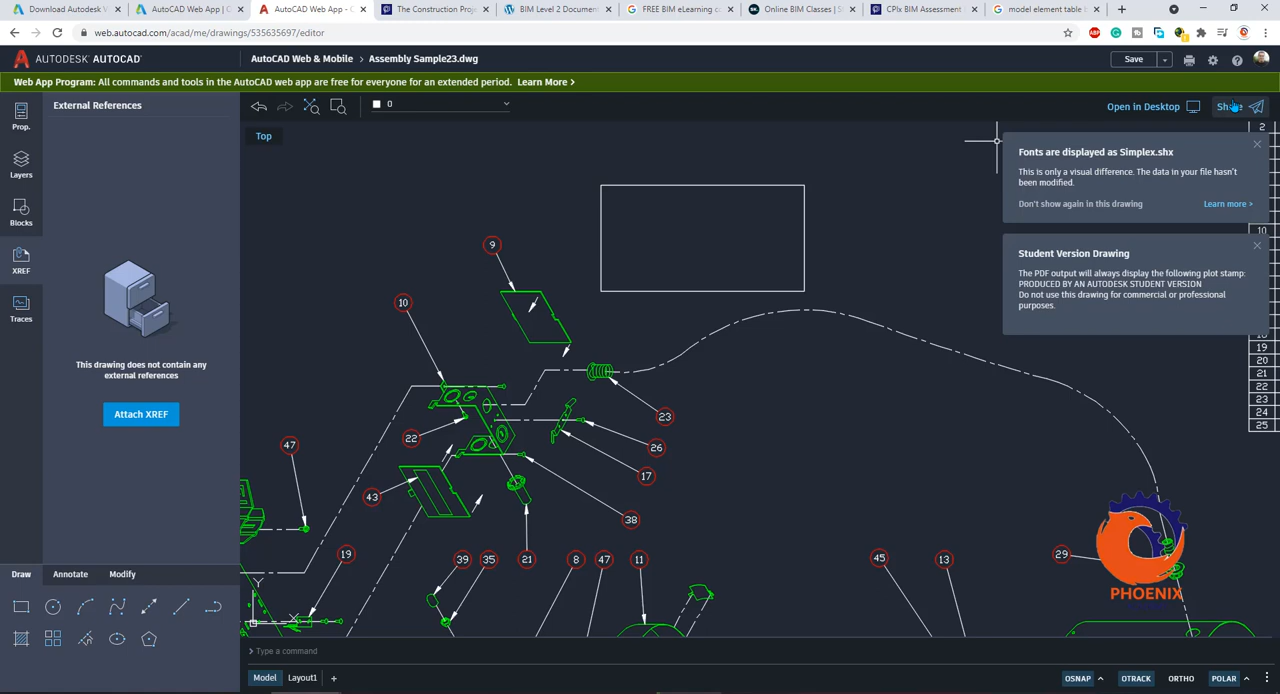 Download Autodesk V
AutoCAD Web App | C
AutoCAD Web App - C
The Construction Proje
BIM Level 2 Document
FREE BIM eLearning co
Online BIM Classes | S
CPIx BIM Assessment
model element table b
web.autocad.com/acad/me/drawings/535635697/editor
AUTODESK AUTOCAD
AutoCAD Web & Mobile > Assembly Sample23.dwg
Save
Web App Program: All commands and tools in the AutoCAD web app are free for everyone for an extended period. Learn More >
Prop.
Layers
Blocks
XREF
Traces
External References
This drawing does not contain any
external references
Attach XREF
0
Open in Desktop
Top
Fonts are displayed as Simplex.shx
This is only a visual difference. The data in your file hasn't
been modified.
Don't show again in this drawing
Learn more >
Student Version Drawing
The PDF output will always display the following plot stamp:
PRODUCED BY AN AUTODESK STUDENT VERSION
Do not use this drawing for commercial or professional
purposes.
2
10
19
20
21
22
23
24
25
9
10
23
22
26
47
17
43
38
19
39
35
21
8
47
11
45
13
29
Y
X
PHOENIX
Draw
Annotate
Modify
Type a command
Model
Layout1
+
OSNAP
OTRACK
ORTHO
POLAR